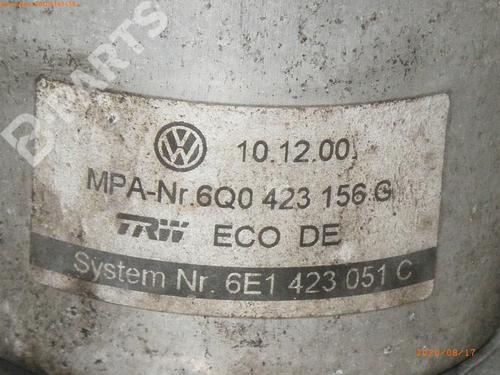 B-PARTS
10.12.00
MPA-Nr.6Q0 423 156 G
TRW ECO DE
System Nr. 6E1 423 051 C
2020/08/17